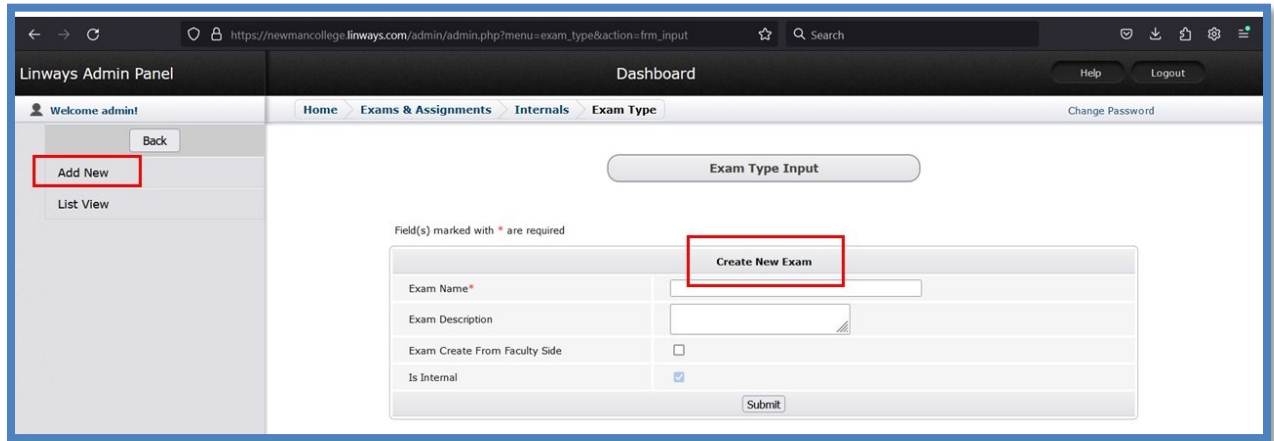 https://newmancollege.linways.com/admin/admin.php?menu=exam_type&action=frm_input Search
Linways Admin Panel Dashboard Help Logout
Welcome admin! Home Exams & Assignments Internals Exam Type Change Password
Back
Add New
List View
Exam Type Input
Field(s) marked with * are required
Create New Exam
Exam Name*
Exam Description
Exam Create From Faculty Side
Is Internal
Submit